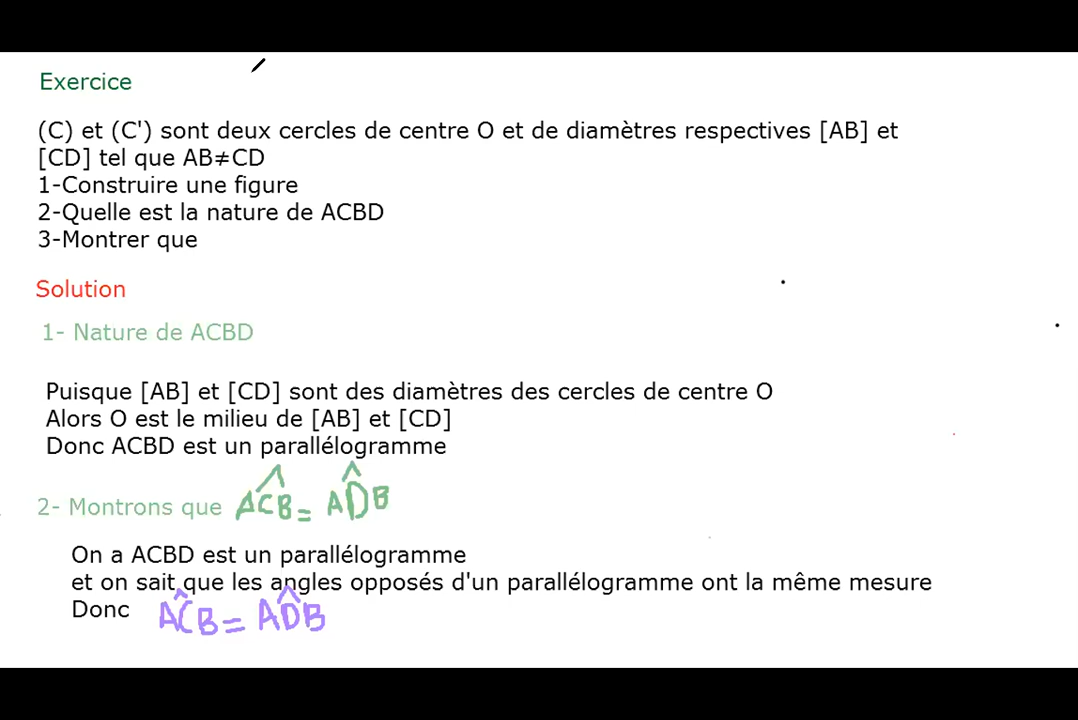 Exercice
(C) et (C') sont deux cercles de centre O et de diamètres respectives [AB] et
[CD] tel que AB≠CD
1-Construire une figure
2-Quelle est la nature de ACBD
3-Montrer que
Solution
1- Nature de ACBD
Puisque [AB] et [CD] sont des diamètres des cercles de centre O
Alors O est le milieu de [AB] et [CD]
Donc ACBD est un parallélogramme
2- Montrons que AĈB = AD̂B
On a ACBD est un parallélogramme
et on sait que les angles opposés d'un parallélogramme ont la même mesure
Donc AĈB = AD̂B